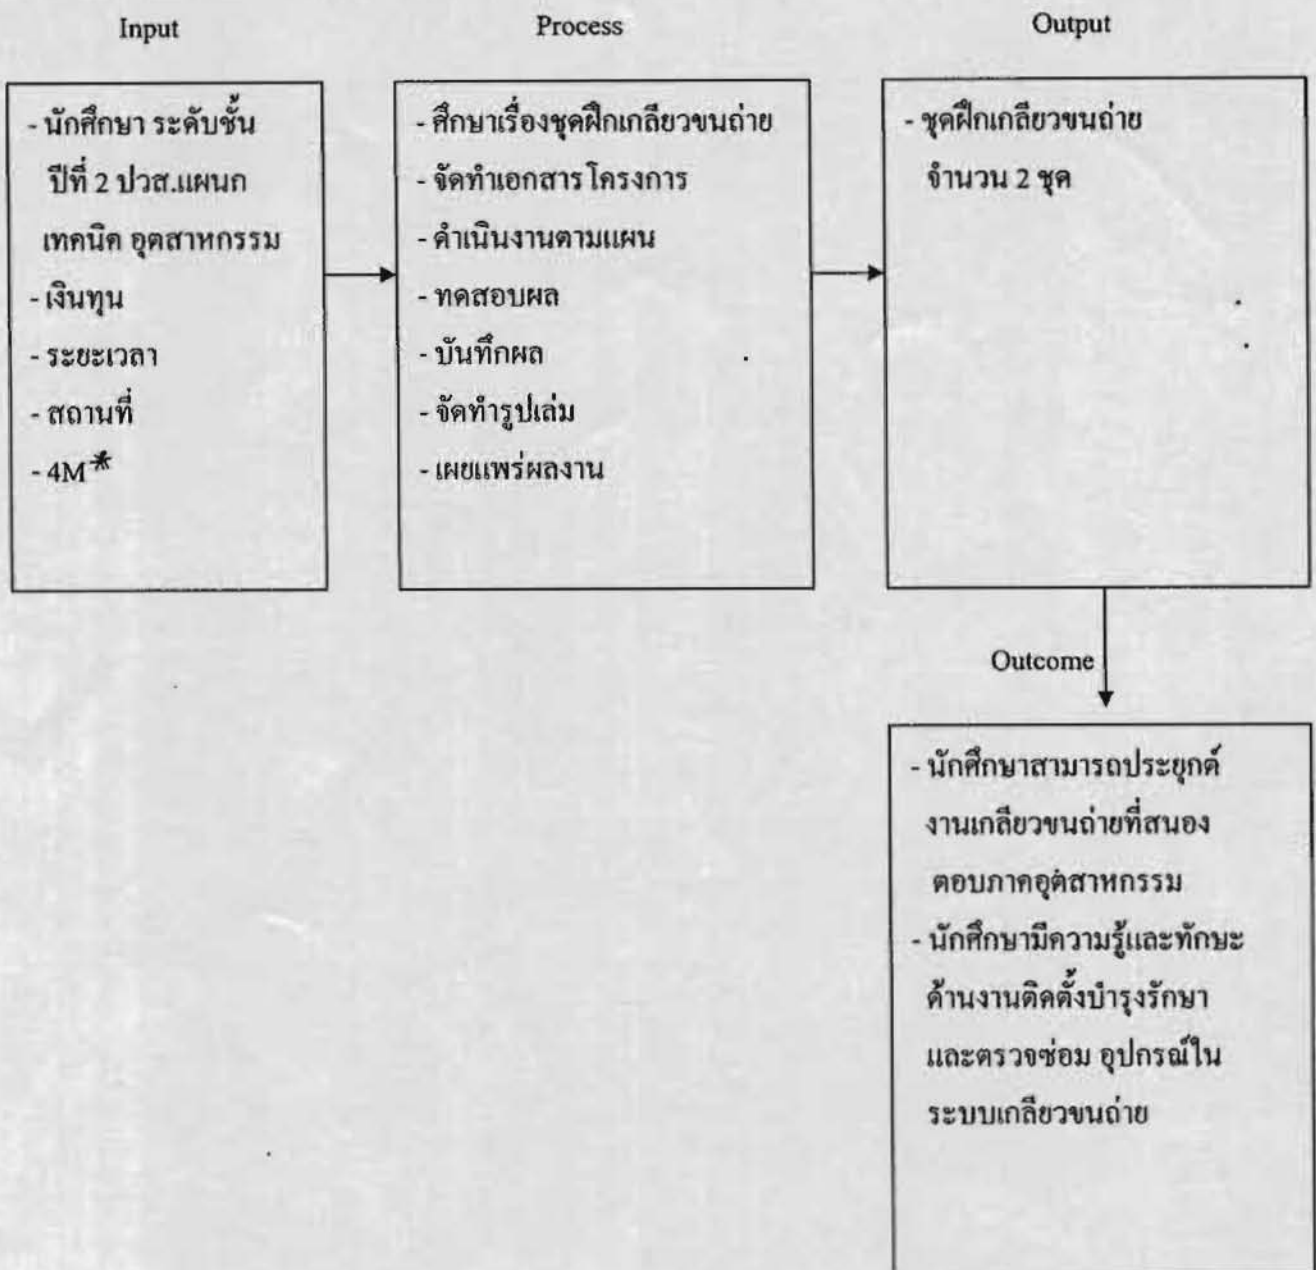 Input
- นักศึกษา ระดับชั้น
ปีที่ 2 ปวส.แผนก
เทคนิค อุตสาหกรรม
- เงินทุน
- ระยะเวลา
- สถานที่
- 4M*
Process
- ศึกษาเรื่องชุดฝึกเกลียวขนถ่าย
- จัดทำเอกสารโครงการ
- ดำเนินงานตามแผน
- ทดสอบผล
- บันทึกผล
- จัดทำรูปเล่ม
- เผยแพร่ผลงาน
Output
- ชุดฝึกเกลียวขนถ่าย
จำนวน 2 ชุด
Outcome
- นักศึกษาสามารถประยุกต์
งานเกลียวขนถ่ายที่สนอง
ตอบภาคอุตสาหกรรม
- นักศึกษามีความรู้และทักษะ
ด้านงานติดตั้งบำรุงรักษา
และตรวจซ่อม อุปกรณ์ใน
ระบบเกลียวขนถ่าย